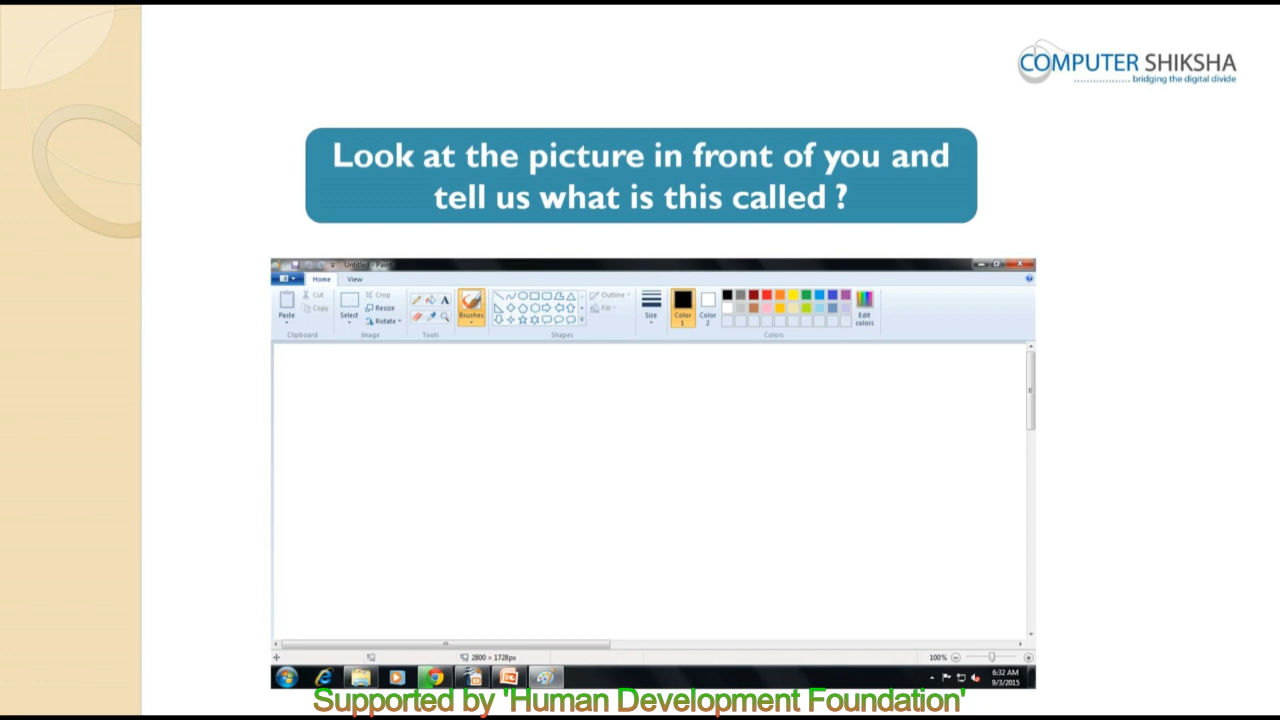 COMPUTER SHIKSHA
bridging the digital divide
Look at the picture in front of you and
tell us what is this called ?
Untitled - Paint
Home View
Cut
Copy
Paste
Clipboard
Crop
Resize
Rotate
Select
Image
A
Tools
Brushes
Outline
Fill
Shapes
Size
Color
1
Color
2
Edit
colors
Colors
2800 × 1728px
100%
6:32 AM
9/3/2015
Supported by 'Human Development Foundation'